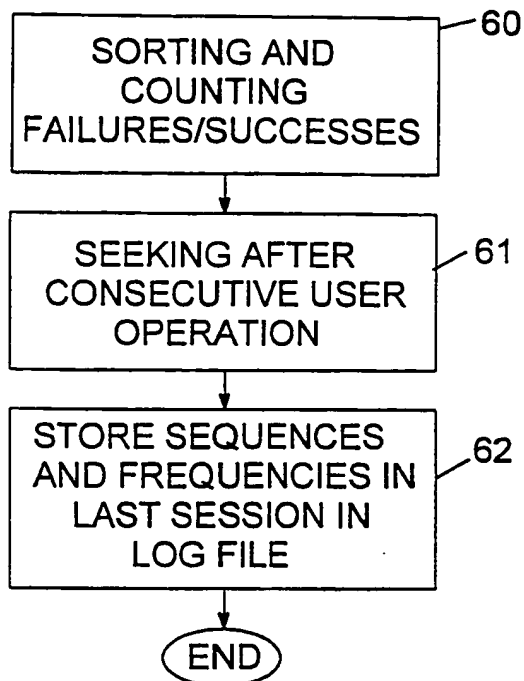 60
SORTING AND
COUNTING
FAILURES/SUCCESSES
61
SEEKING AFTER
CONSECUTIVE USER
OPERATION
62
STORE SEQUENCES
AND FREQUENCIES IN
LAST SESSION IN
LOG FILE
END